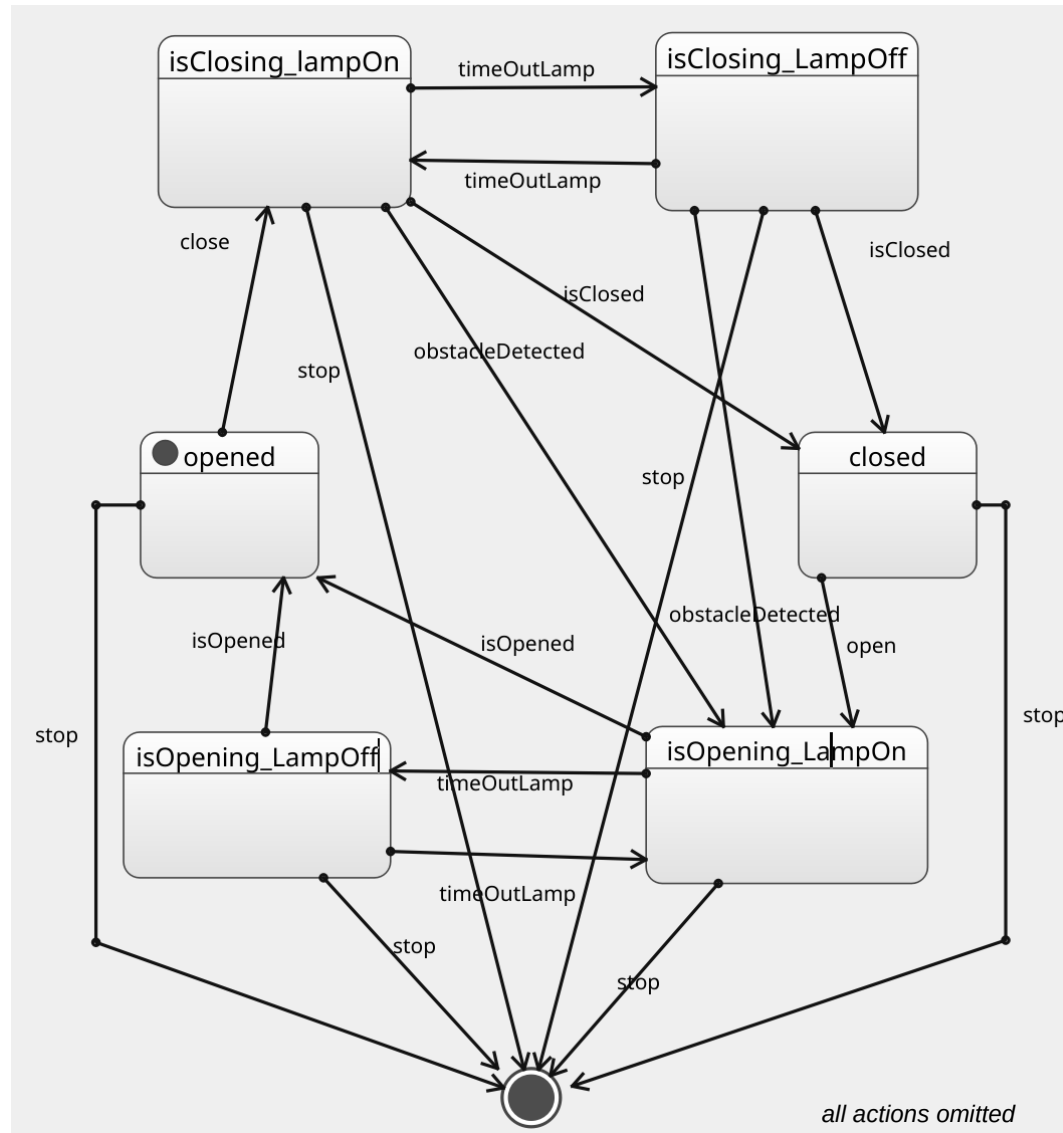 isClosing_lampOn
timeOutLamp
isClosing_LampOff
timeOutLamp
close
isClosed
isClosed
obstacleDetected
stop
opened
closed
stop
obstacleDetected
isOpened
isOpened
open
stop
stop
isOpening_LampOff
isOpening_LampOn
timeOutLamp
timeOutLamp
stop
stop
all actions omitted